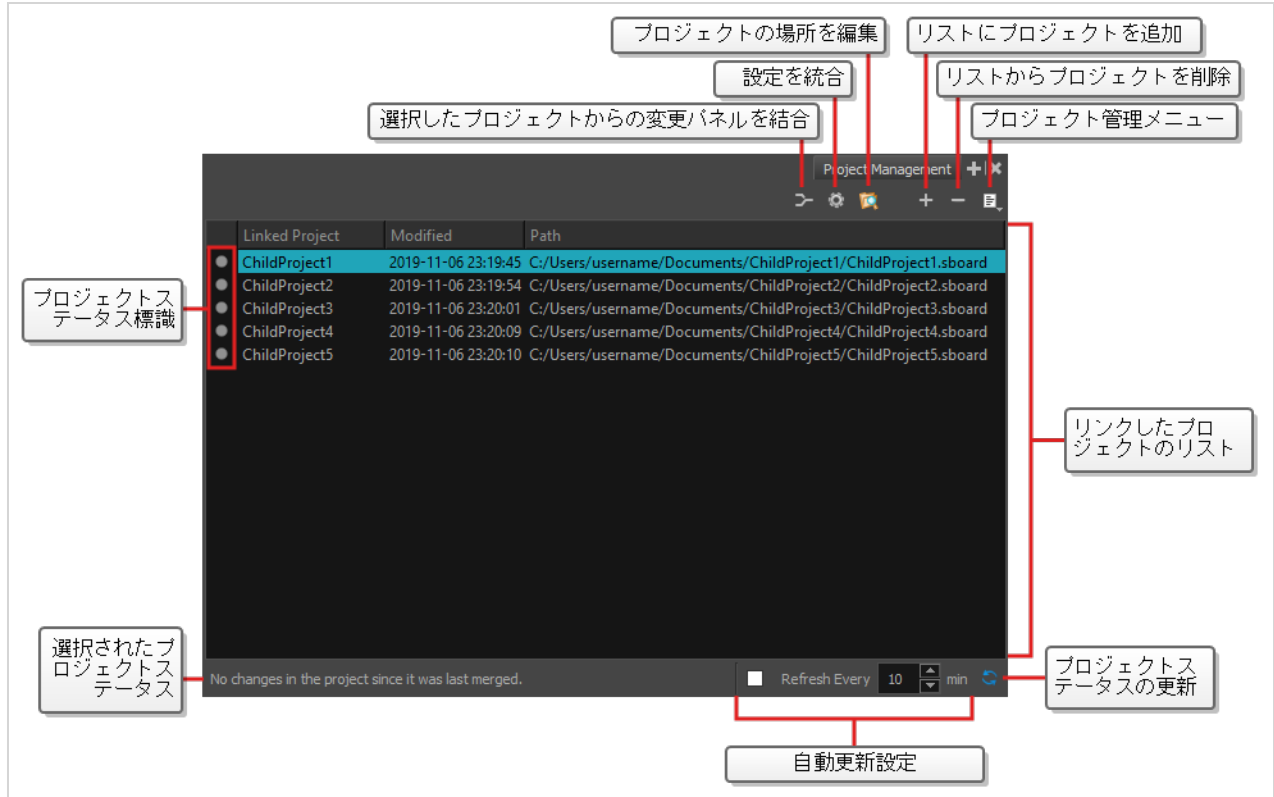 プロジェクトの場所を編集
リストにプロジェクトを追加
設定を統合
リストからプロジェクトを削除
選択したプロジェクトからの変更パネルを結合
プロジェクト管理メニュー
Project Management
Linked Project Modified Path
ChildProject1 2019-11-06 23:19:45 C:/Users/username/Documents/ChildProject1/ChildProject1.sboard
ChildProject2 2019-11-06 23:19:54 C:/Users/username/Documents/ChildProject2/ChildProject2.sboard
ChildProject3 2019-11-06 23:20:01 C:/Users/username/Documents/ChildProject3/ChildProject3.sboard
ChildProject4 2019-11-06 23:20:09 C:/Users/username/Documents/ChildProject4/ChildProject4.sboard
ChildProject5 2019-11-06 23:20:10 C:/Users/username/Documents/ChildProject5/ChildProject5.sboard
プロジェクトス
テータス標識
リンクしたプロ
ジェクトのリスト
選択されたプ
ロジェクトス
テータス
No changes in the project since it was last merged.
Refresh Every 10 min
プロジェクトス
テータスの更新
自動更新設定